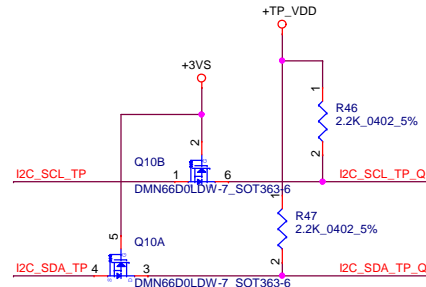 +TP_VDD
+3VS
1
R46
2.2K_0402_5%
2
2
Q10B
I2C_SCL_TP
1
6
I2C_SCL_TP_Q
DMN66D0LDW-7_SOT363-6
1
R47
2.2K_0402_5%
5
Q10A
2
I2C_SDA_TP
4
3
I2C_SDA_TP_Q
DMN66D0LDW-7_SOT363-6